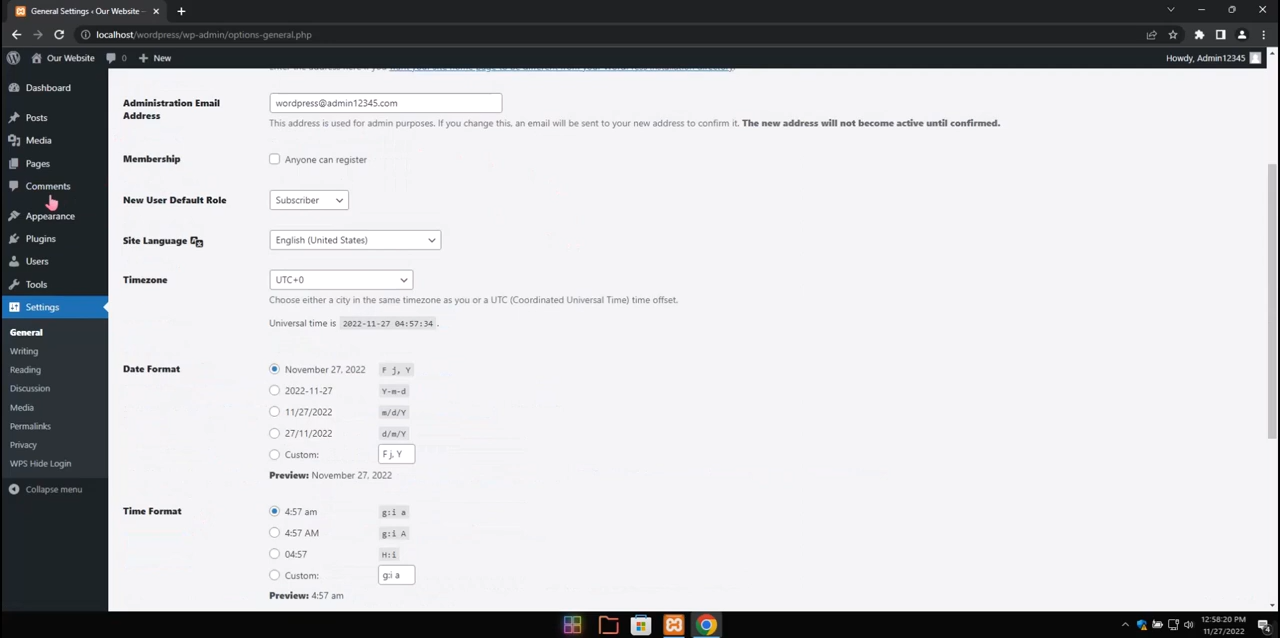 General Settings ‹ Our Website —
localhost/wordpress/wp-admin/options-general.php
Our Website 0 New Howdy, Admin12345
Dashboard
Posts
Media
Pages
Comments
Appearance
Plugins
Users
Tools
Settings
General
Writing
Reading
Discussion
Media
Permalinks
Privacy
WPS Hide Login
Collapse menu
Administration Email
Address
wordpress@admin12345.com
This address is used for admin purposes. If you change this, an email will be sent to your new address to confirm it. The new address will not become active until confirmed.
Membership Anyone can register
New User Default Role Subscriber
Site Language English (United States)
Timezone UTC+0
Choose either a city in the same timezone as you or a UTC (Coordinated Universal Time) time offset.
Universal time is 2022-11-27 04:57:34 .
Date Format November 27, 2022 F j, Y
2022-11-27 Y-m-d
11/27/2022 m/d/Y
27/11/2022 d/m/Y
Custom: F j, Y
Preview: November 27, 2022
Time Format 4:57 am g:i a
4:57 AM g:i A
04:57 H:i
Custom: g:i a
Preview: 4:57 am
12:58:20 PM
11/27/2022
4